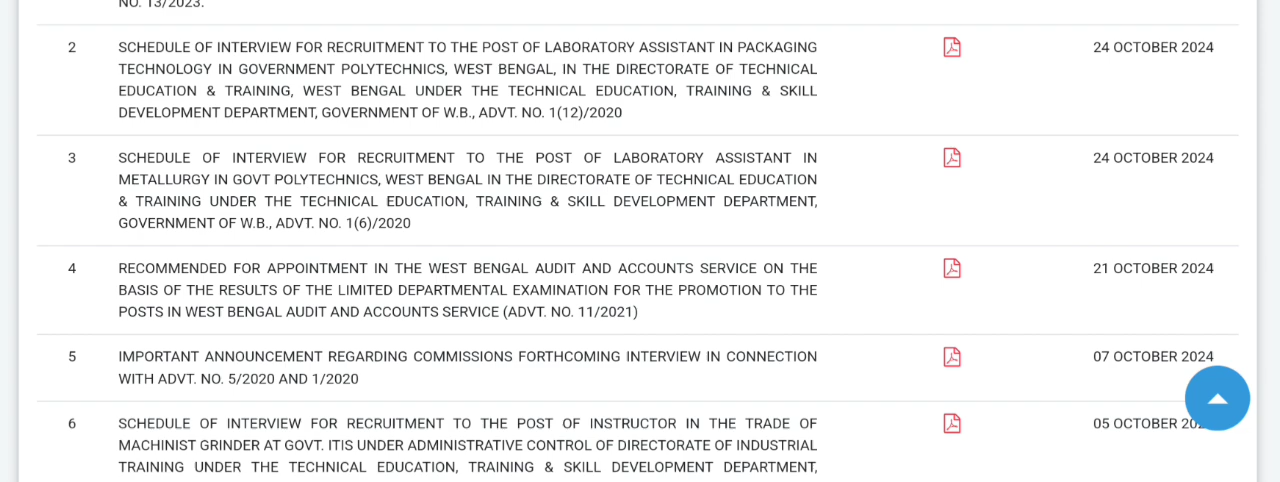 NO. 13/2023.
2 SCHEDULE OF INTERVIEW FOR RECRUITMENT TO THE POST OF LABORATORY ASSISTANT IN PACKAGING 24 OCTOBER 2024
TECHNOLOGY IN GOVERNMENT POLYTECHNICS, WEST BENGAL, IN THE DIRECTORATE OF TECHNICAL
EDUCATION & TRAINING, WEST BENGAL UNDER THE TECHNICAL EDUCATION, TRAINING & SKILL
DEVELOPMENT DEPARTMENT, GOVERNMENT OF W.B., ADVT. NO. 1(12)/2020
3 SCHEDULE OF INTERVIEW FOR RECRUITMENT TO THE POST OF LABORATORY ASSISTANT IN 24 OCTOBER 2024
METALLURGY IN GOVT POLYTECHNICS, WEST BENGAL IN THE DIRECTORATE OF TECHNICAL EDUCATION
& TRAINING UNDER THE TECHNICAL EDUCATION, TRAINING & SKILL DEVELOPMENT DEPARTMENT,
GOVERNMENT OF W.B., ADVT. NO. 1(6)/2020
4 RECOMMENDED FOR APPOINTMENT IN THE WEST BENGAL AUDIT AND ACCOUNTS SERVICE ON THE 21 OCTOBER 2024
BASIS OF THE RESULTS OF THE LIMITED DEPARTMENTAL EXAMINATION FOR THE PROMOTION TO THE
POSTS IN WEST BENGAL AUDIT AND ACCOUNTS SERVICE (ADVT. NO. 11/2021)
5 IMPORTANT ANNOUNCEMENT REGARDING COMMISSIONS FORTHCOMING INTERVIEW IN CONNECTION 07 OCTOBER 2024
WITH ADVT. NO. 5/2020 AND 1/2020
6 SCHEDULE OF INTERVIEW FOR RECRUITMENT TO THE POST OF INSTRUCTOR IN THE TRADE OF 05 OCTOBER
MACHINIST GRINDER AT GOVT. ITIS UNDER ADMINISTRATIVE CONTROL OF DIRECTORATE OF INDUSTRIAL
TRAINING UNDER THE TECHNICAL EDUCATION, TRAINING & SKILL DEVELOPMENT DEPARTMENT,